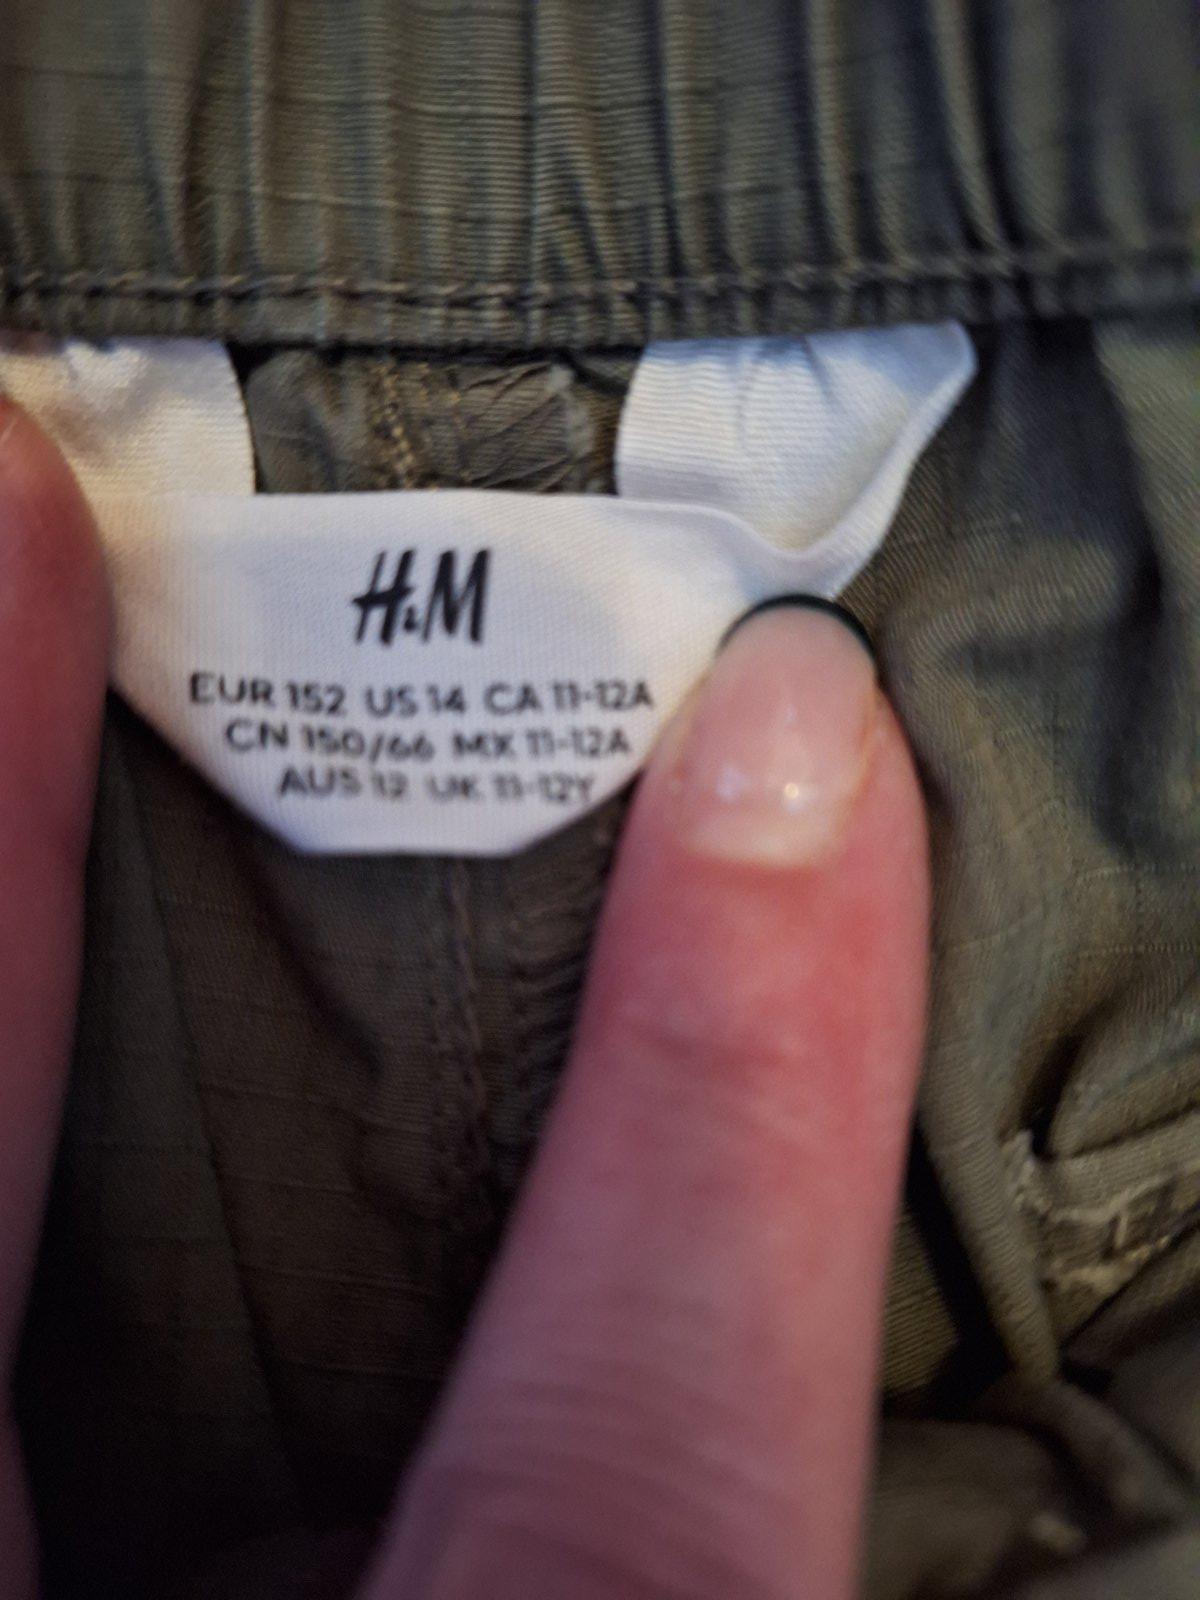 H&M
EUR 152 US 14 CA 11-12A
CN 150/66 MX 11-12A
AUS 12 UK 11-12Y